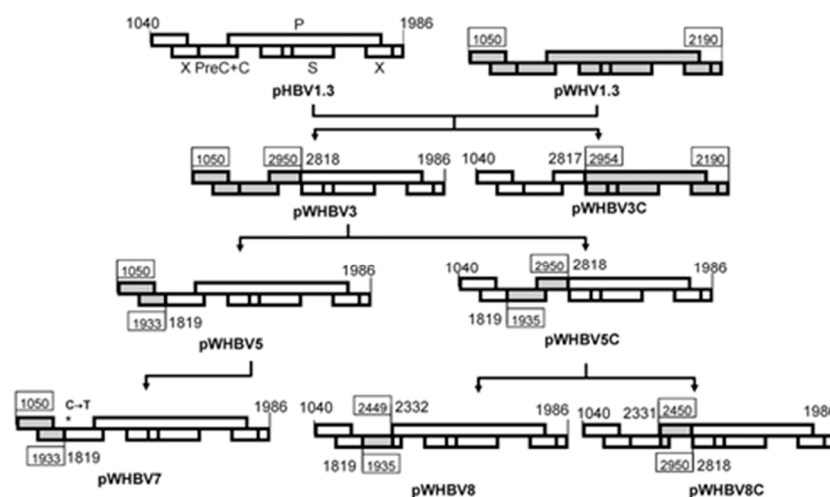 1040 P 1986 1050 2190
X PreC+C S X
pHBV1.3 pWHV1.3
1050 2950 2818 1986 1040 2817 2954 2190
pWHBV3 pWHBV3C
1050 1986 1040 2950 2818 1986
1933 1819 1819 1935
pWHBV5 pWHBV5C
1050 C→T * 1986 1040 2449 2332 1986 1040 2331 2450 1986
1933 1819 1819 1935 2950 2818
pWHBV7 pWHBV8 pWHBV8C